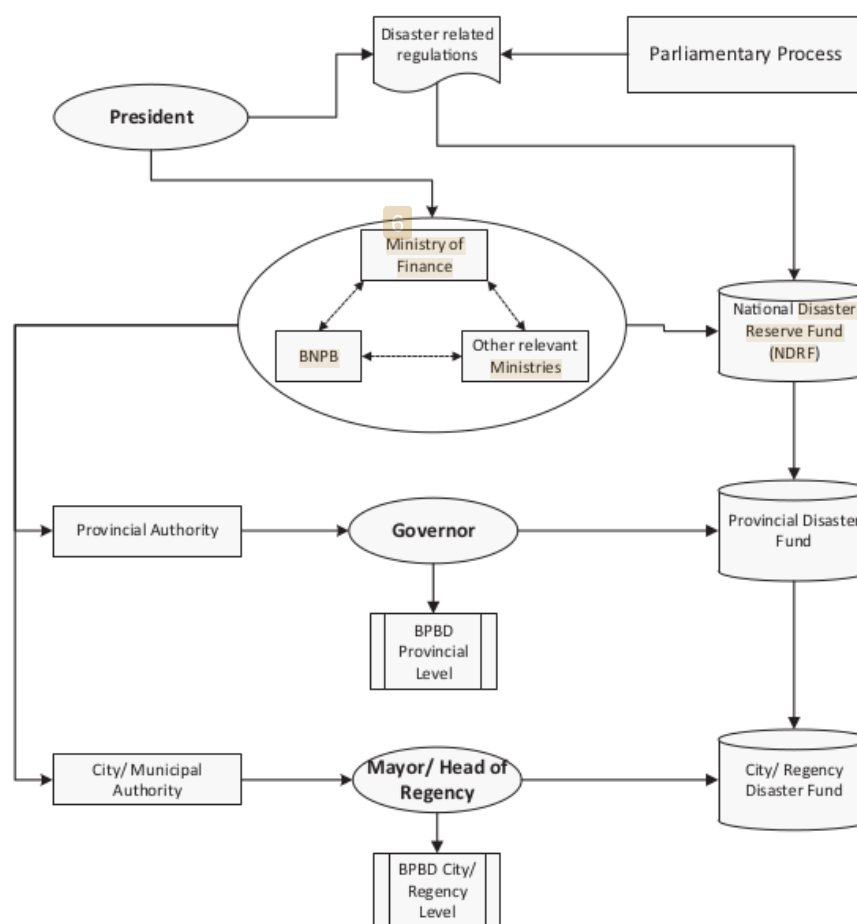 Disaster related
regulations
Parliamentary Process
President
6
Ministry of
Finance
BNPB
Other relevant
Ministries
National Disaster
Reserve Fund
(NDRF)
Provincial Authority
Governor
Provincial Disaster
Fund
BPBD
Provincial
Level
City/ Municipal
Authority
Mayor/ Head of
Regency
City/ Regency
Disaster Fund
BPBD City/
Regency
Level